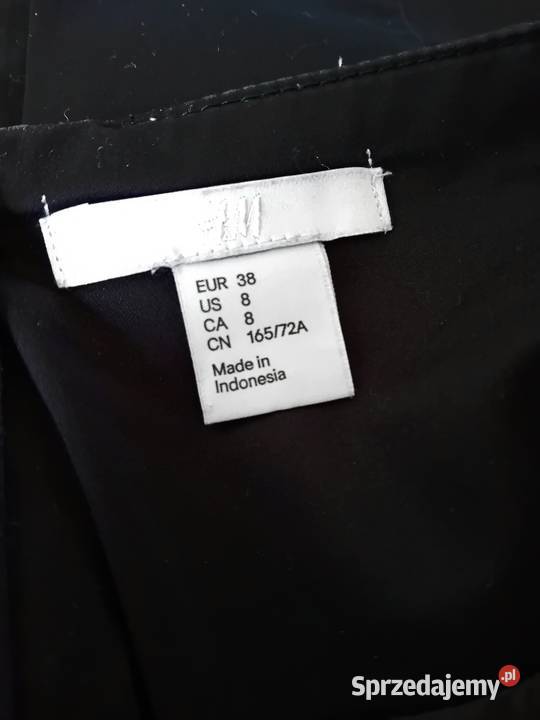 H&M
EUR 38
US 8
CA 8
CN 165/72A
Made in
Indonesia
Sprzedajemy.pl